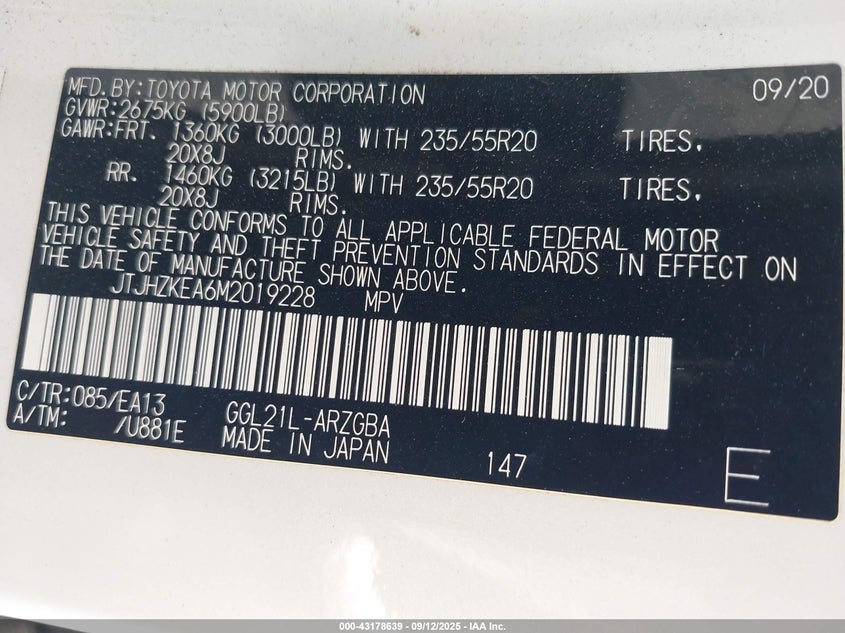 MFD.BY:TOYOTA MOTOR CORPORATION 09/20
GVWR:2675KG (5900LB)
GAWR:FRT. 1360KG (3000LB) WITH 235/55R20 TIRES.
20X8J RIMS.
RR. 1460KG (3215LB) WITH 235/55R20 TIRES.
20X8J RIMS.
THIS VEHICLE CONFORMS TO ALL APPLICABLE FEDERAL MOTOR
VEHICLE SAFETY AND THEFT PREVENTION STANDARDS IN EFFECT ON
THE DATE OF MANUFACTURE SHOWN ABOVE.
JTJHZKEA6M2019228 MPV
C/TR:085/EA13 GGL21L-ARZGBA
A/TM: /U881E MADE IN JAPAN 147 E
000-43178639 - 09/12/2025 - IAA Inc.